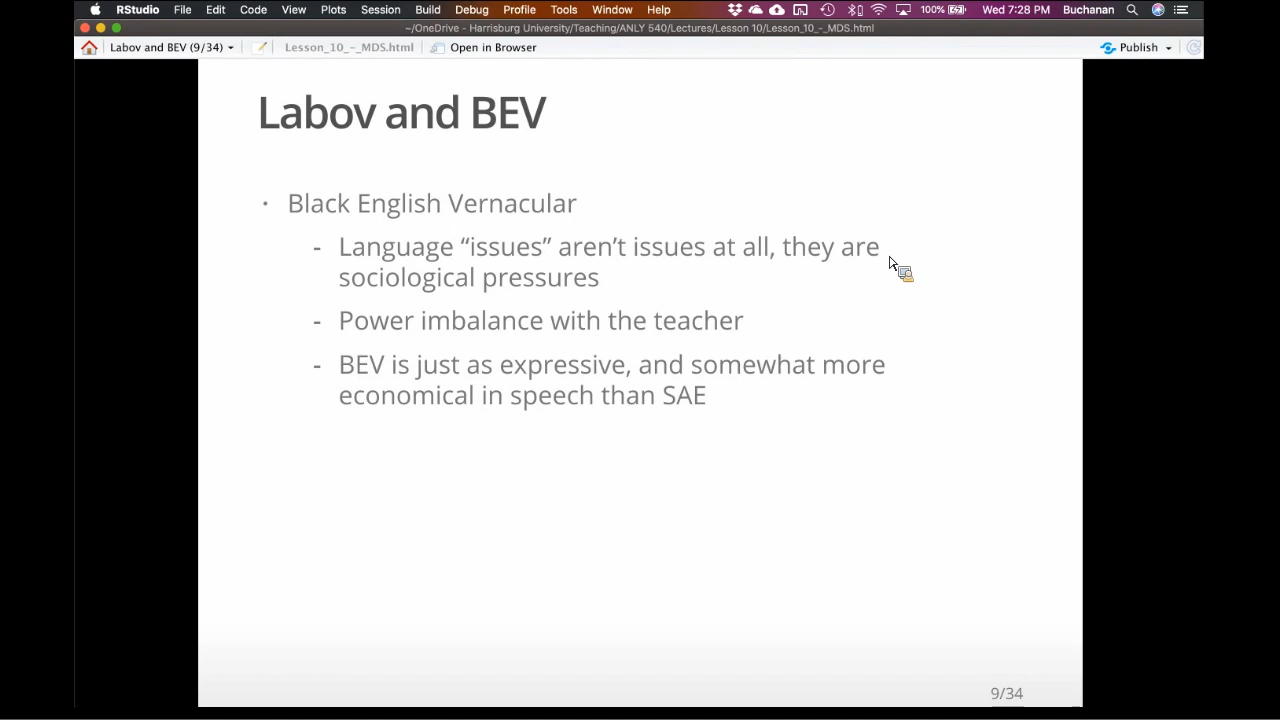 RStudio File Edit Code View Plots Session Build Debug Profile Tools Window Help 100% Wed 7:28 PM Buchanan
~/OneDrive - Harrisburg University/Teaching/ANLY 540/Lectures/Lesson 10/Lesson_10_-_MDS.html
Labov and BEV (9/34) Lesson_10_-_MDS.html Open in Browser Publish
Labov and BEV
• Black English Vernacular
- Language “issues” aren’t issues at all, they are
sociological pressures
- Power imbalance with the teacher
- BEV is just as expressive, and somewhat more
economical in speech than SAE
9/34